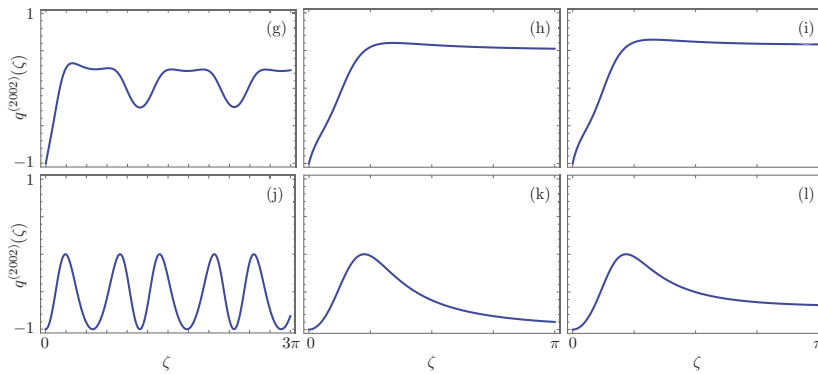 1
(g)
(h)
(i)
q^{(2002)}(ζ)
−1
1
(j)
(k)
(l)
q^{(2002)}(ζ)
−1
0
3π
0
π
0
π
ζ
ζ
ζ